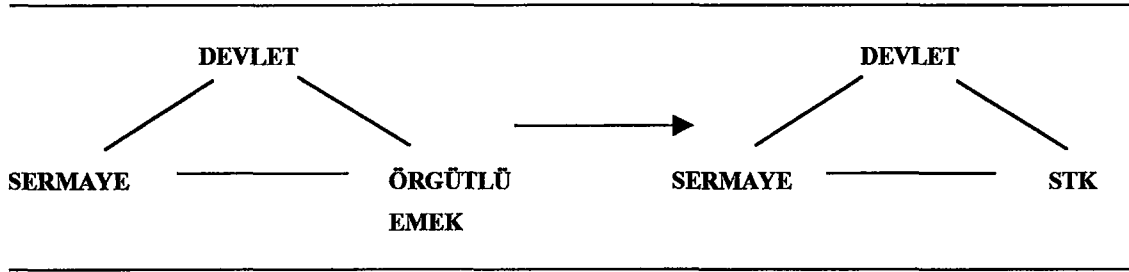 DEVLET
DEVLET
SERMAYE
ÖRGÜTLÜ
EMEK
SERMAYE
STK